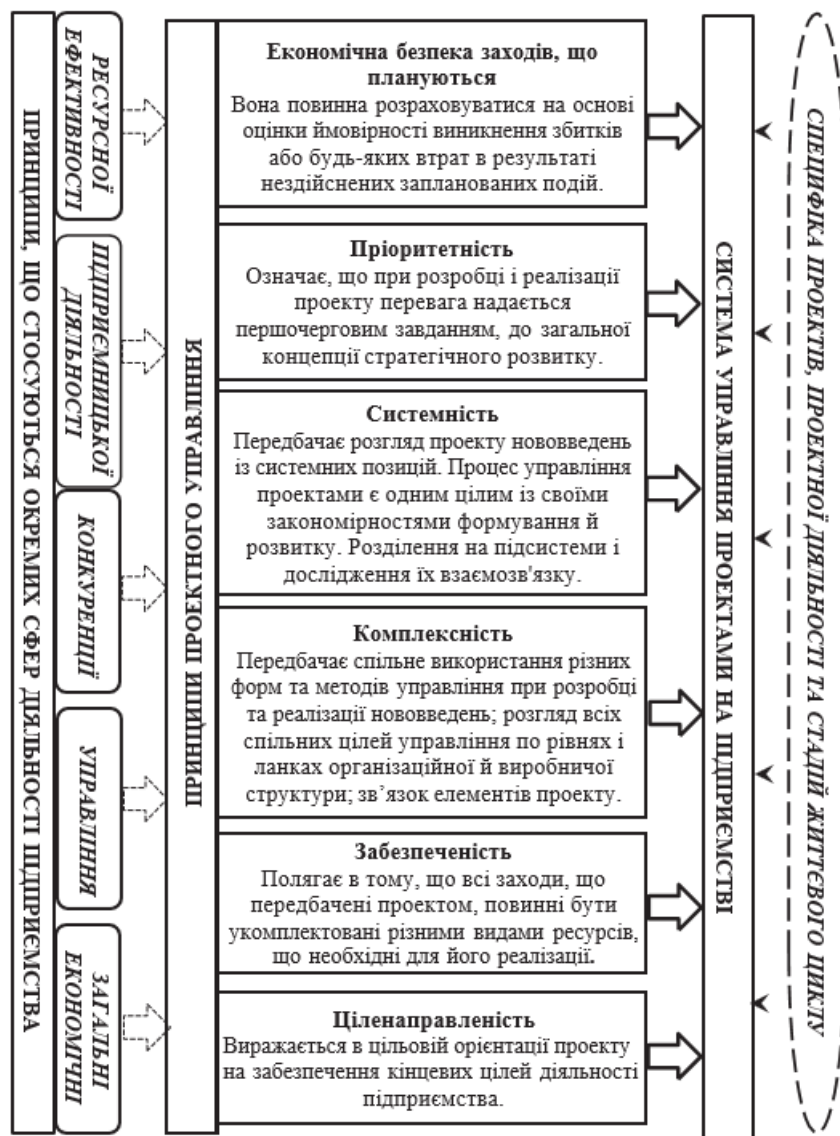 ПРИНЦИПИ, ЩО СТОСУЮТЬСЯ ОКРЕМИХ СФЕР ДІЯЛЬНОСТІ ПІДПРИЄМСТВА
РЕСУРСНОЇ
ЕФЕКТИВНОСТІ
ПІДПРИЄМНИЦЬКОЇ
ДІЯЛЬНОСТІ
КОНКУРЕНЦІЇ
УПРАВЛІННЯ
ЗАГАЛЬНІ
ЕКОНОМІЧНІ
ПРИНЦИПИ ПРОЕКТНОГО УПРАВЛІННЯ
Економічна безпека заходів, що
плануються
Вона повинна розраховуватися на основі
оцінки ймовірності виникнення збитків
або будь-яких втрат в результаті
нездійснених запланованих подій.
Пріоритетність
Означає, що при розробці і реалізації
проекту перевага надається
першочерговим завданням, до загальної
концепції стратегічного розвитку.
Системність
Передбачає розгляд проекту нововведень
із системних позицій. Процес управління
проектами є одним цілим із своїми
закономірностями формування й
розвитку. Розділення на підсистеми і
дослідження їх взаємозв'язку.
Комплексність
Передбачає спільне використання різних
форм та методів управління при розробці
та реалізації нововведень; розгляд всіх
спільних цілей управління по рівнях і
ланках організаційної й виробничої
структури; зв’язок елементів проекту.
Забезпеченість
Полягає в тому, що всі заходи, що
передбачені проектом, повинні бути
укомплектовані різними видами ресурсів,
що необхідні для його реалізації.
Ціленаправленість
Виражається в цільовій орієнтації проекту
на забезпечення кінцевих цілей діяльності
підприємства.
СИСТЕМА УПРАВЛІННЯ ПРОЕКТАМИ НА ПІДПРИЄМСТВІ
СПЕЦИФІКА ПРОЕКТІВ, ПРОЕКТНОЇ ДІЯЛЬНОСТІ ТА СТАДІЙ ЖИТТЄВОГО ЦИКЛУ